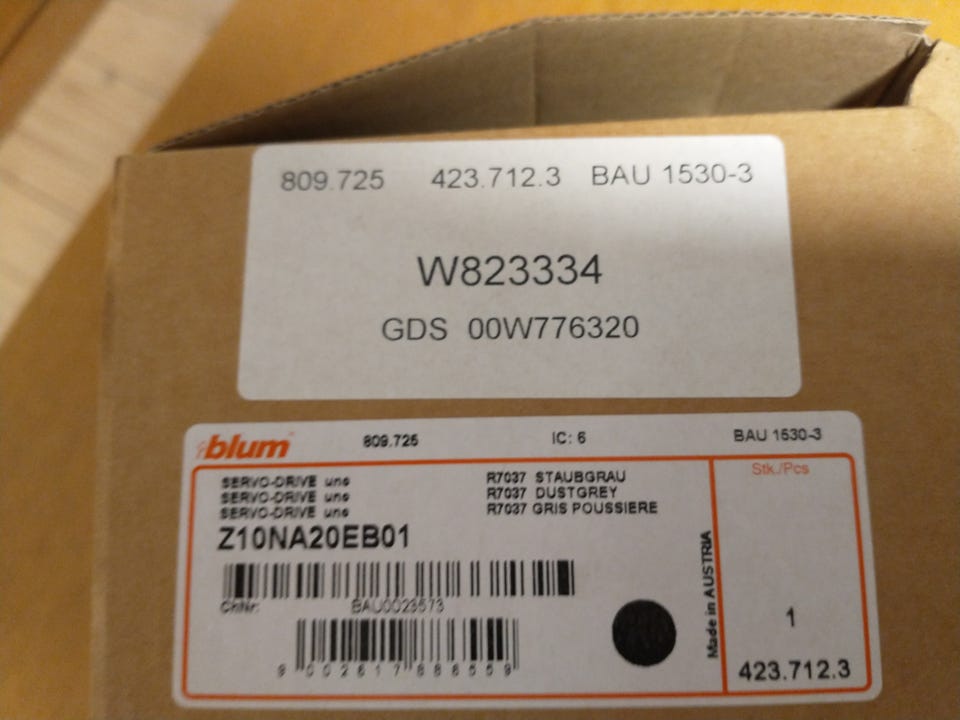 809.725 423.712.3 BAU 1530-3
W823334
GDS 00W776320
blum 809.725 IC: 6 BAU 1530-3
SERVO-DRIVE uno R7037 STAUBGRAU
SERVO-DRIVE uno R7037 DUSTGREY
SERVO-DRIVE uno R7037 GRIS POUSSIERE
Z10NA20EB01
Stk./Pcs
ChNr: BAU0023573
Made in AUSTRIA
1
9002617886559
423.712.3